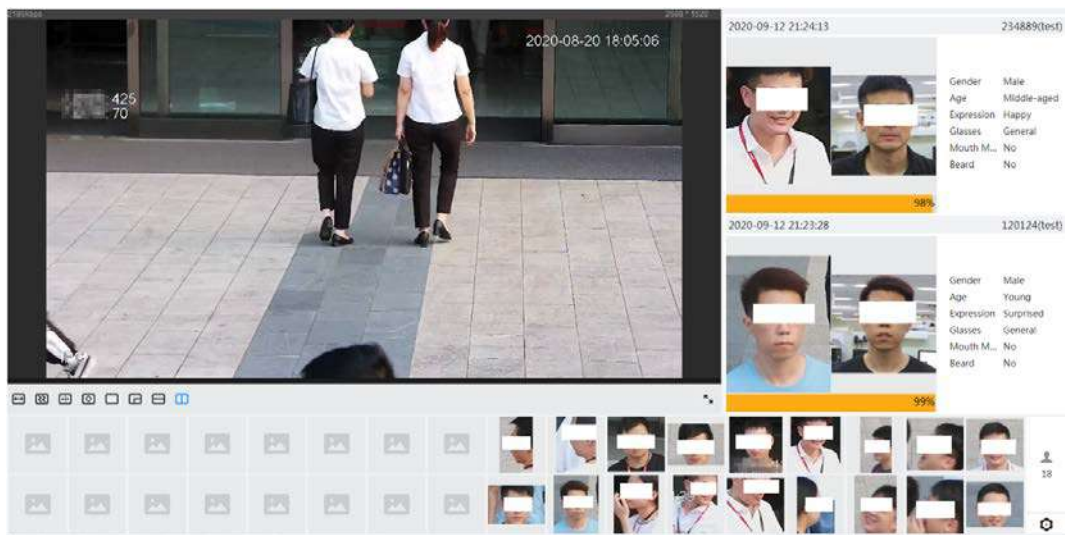 2020-08-20 18:05:06
425
70
2020-09-12 21:24:13 234889(test)
Gender Male
Age Middle-aged
Expression Happy
Glasses General
Mouth M... No
Beard No
98%
2020-09-12 21:23:28 120124(test)
Gender Male
Age Young
Expression Surprised
Glasses General
Mouth M... No
Beard No
99%
18